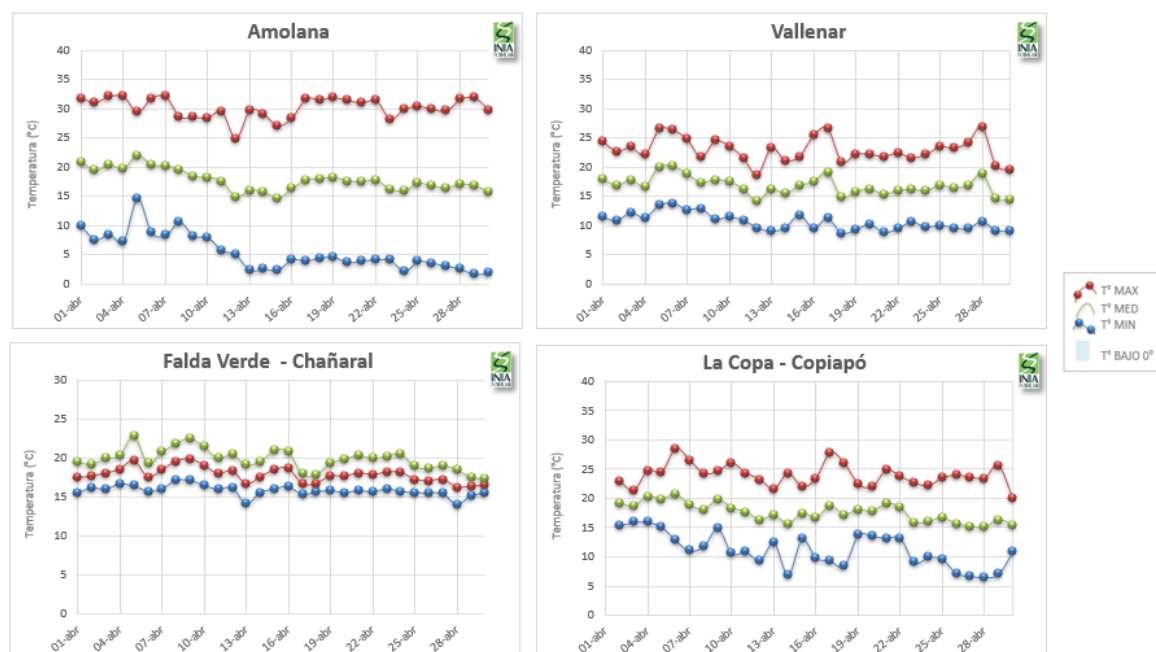 Amolana
INIA
Temperatura (°C)
40
35
30
25
20
15
10
5
0
01-abr
04-abr
07-abr
10-abr
13-abr
16-abr
19-abr
22-abr
25-abr
28-abr
Vallenar
INIA
Temperatura (°C)
40
35
30
25
20
15
10
5
0
01-abr
04-abr
07-abr
10-abr
13-abr
16-abr
19-abr
22-abr
25-abr
28-abr
T° MAX
T° MED
T° MIN
T° BAJO 0°
Falda Verde - Chañaral
INIA
Temperatura (°C)
30
25
20
15
10
5
0
01-abr
04-abr
07-abr
10-abr
13-abr
16-abr
19-abr
22-abr
25-abr
28-abr
La Copa - Copiapó
INIA
Temperatura (°C)
40
35
30
25
20
15
10
5
0
01-abr
04-abr
07-abr
10-abr
13-abr
16-abr
19-abr
22-abr
25-abr
28-abr